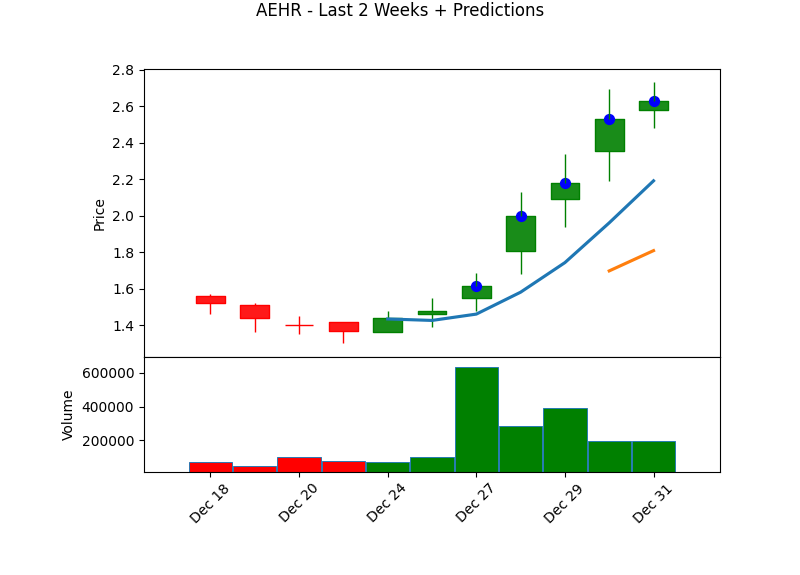 AEHR - Last 2 Weeks + Predictions
2.8
2.6
2.4
2.2
2.0
1.8
1.6
1.4
Price
600000
400000
200000
Volume
Dec 18
Dec 20
Dec 24
Dec 27
Dec 29
Dec 31